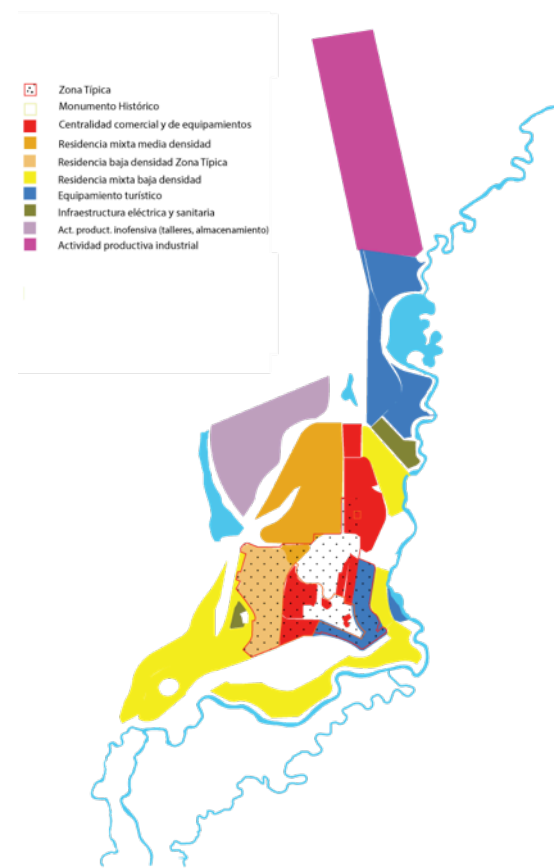 Zona Típica
Monumento Histórico
Centralidad comercial y de equipamientos
Residencia mixta media densidad
Residencia baja densidad Zona Típica
Residencia mixta baja densidad
Equipamiento turístico
Infraestructura eléctrica y sanitaria
Act. product. inofensiva (talleres, almacenamiento)
Actividad productiva industrial